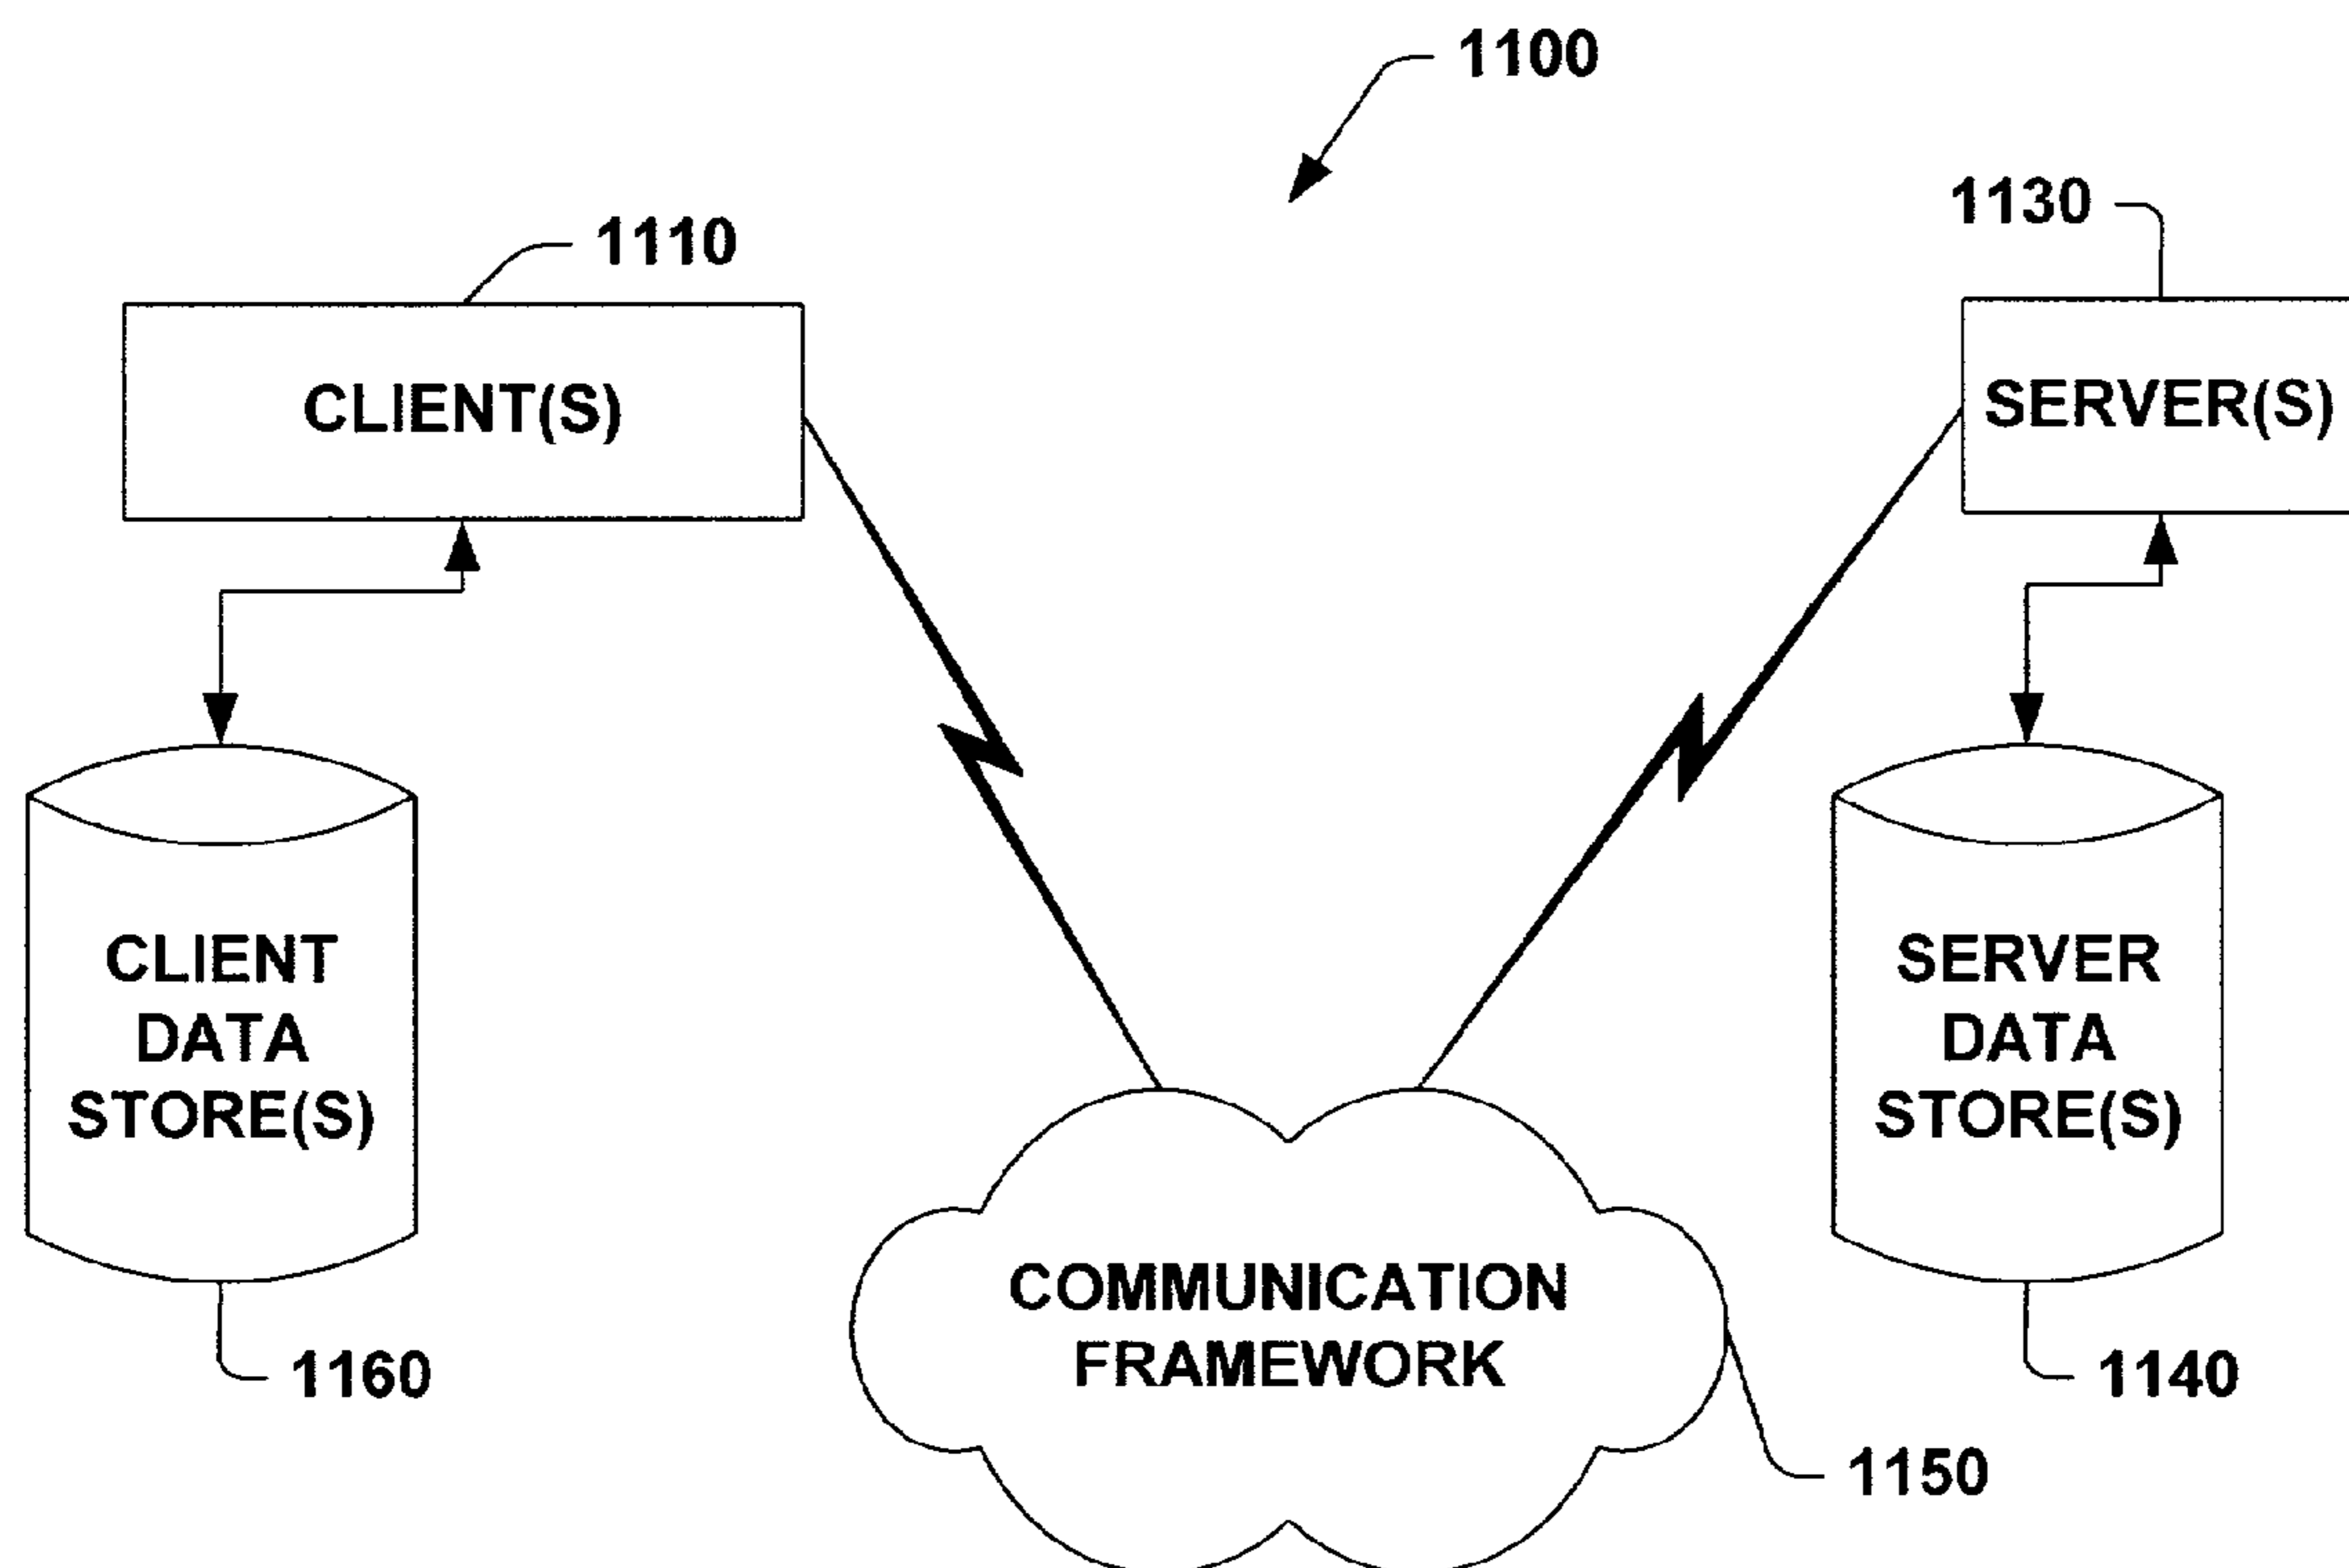 1100
1130
1110
CLIENT(S)
SERVER(S)
CLIENT
DATA
STORE(S)
SERVER
DATA
STORE(S)
COMMUNICATION
FRAMEWORK
1160
1140
1150